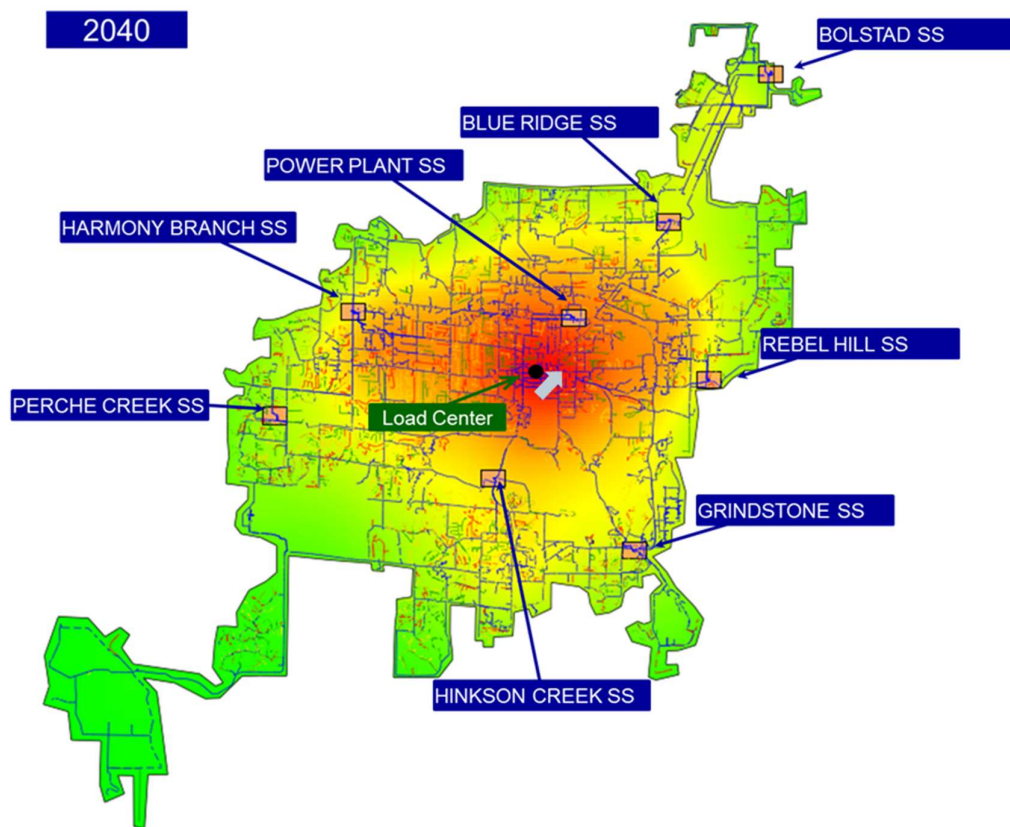 2040
BOLSTAD SS
BLUE RIDGE SS
POWER PLANT SS
HARMONY BRANCH SS
REBEL HILL SS
PERCHE CREEK SS
Load Center
GRINDSTONE SS
HINKSON CREEK SS